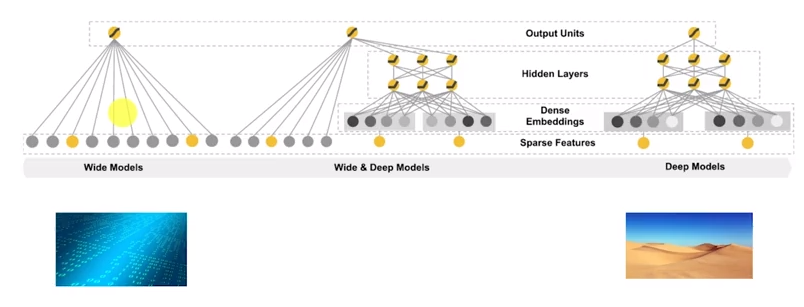 Output Units
Hidden Layers
Dense
Embeddings
Sparse Features
Wide Models
Wide & Deep Models
Deep Models